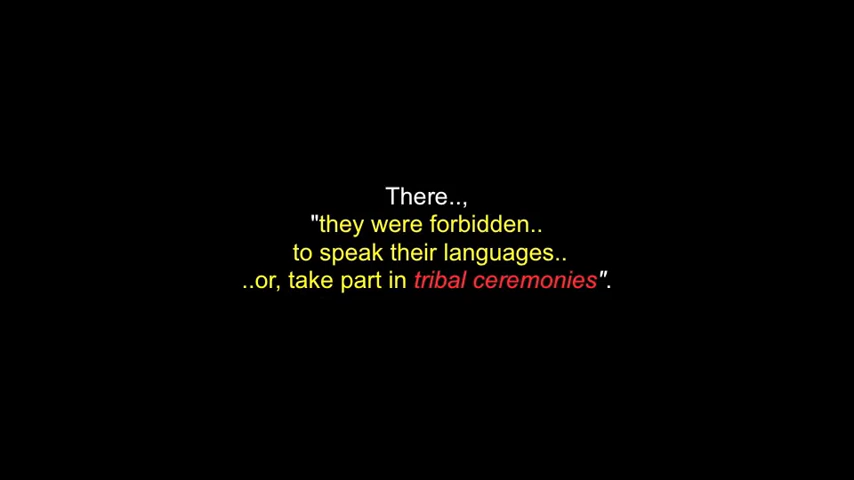 There..,
"they were forbidden..
to speak their languages..
..or, take part in tribal ceremonies".